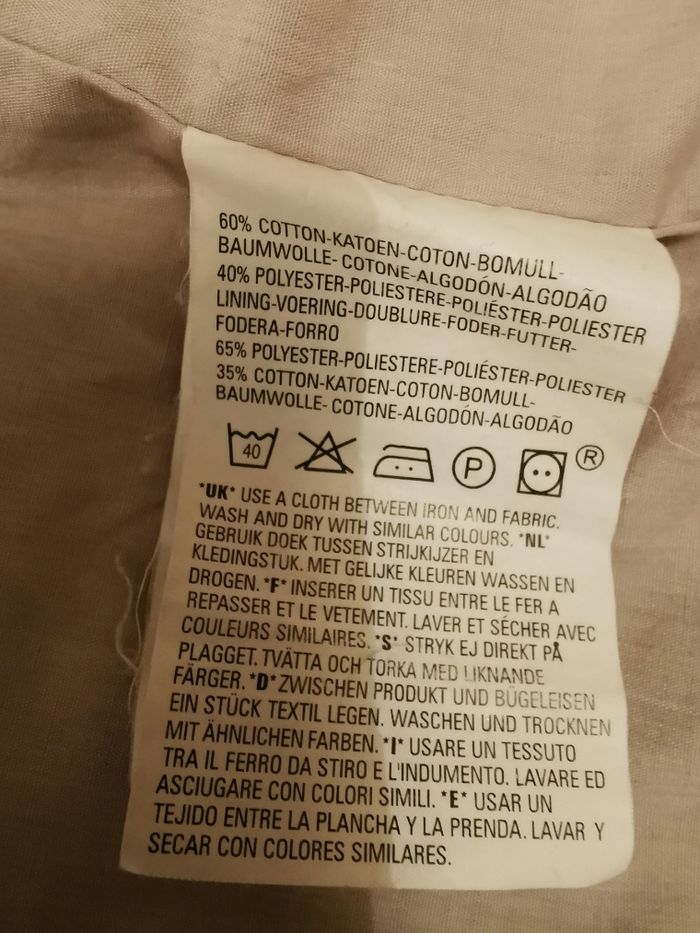 60% COTTON-KATOEN-COTON-BOMULL-
BAUMWOLLE- COTONE-ALGODÓN-ALGODÃO
40% POLYESTER-POLIESTERE-POLIÉSTER-POLIESTER
LINING-VOERING-DOUBLURE-FODER-FUTTER-
FODERA-FORRO
65% POLYESTER-POLIESTERE-POLIÉSTER-POLIESTER
35% COTTON-KATOEN-COTON-BOMULL-
BAUMWOLLE- COTONE-ALGODÓN-ALGODÃO
40 P ®
*UK* USE A CLOTH BETWEEN IRON AND FABRIC.
WASH AND DRY WITH SIMILAR COLOURS. *NL*
GEBRUIK DOEK TUSSEN STRIJKIJZER EN
KLEDINGSTUK. MET GELIJKE KLEUREN WASSEN EN
DROGEN. *F* INSERER UN TISSU ENTRE LE FER A
REPASSER ET LE VETEMENT. LAVER ET SÉCHER AVEC
COULEURS SIMILAIRES. *S* STRYK EJ DIREKT PÅ
PLAGGET. TVÄTTA OCH TORKA MED LIKNANDE
FÄRGER. *D* ZWISCHEN PRODUKT UND BÜGELEISEN
EIN STÜCK TEXTIL LEGEN. WASCHEN UND TROCKNEN
MIT ÄHNLICHEN FARBEN. *I* USARE UN TESSUTO
TRA IL FERRO DA STIRO E L'INDUMENTO. LAVARE ED
ASCIUGARE CON COLORI SIMILI. *E* USAR UN
TEJIDO ENTRE LA PLANCHA Y LA PRENDA. LAVAR Y
SECAR CON COLORES SIMILARES.